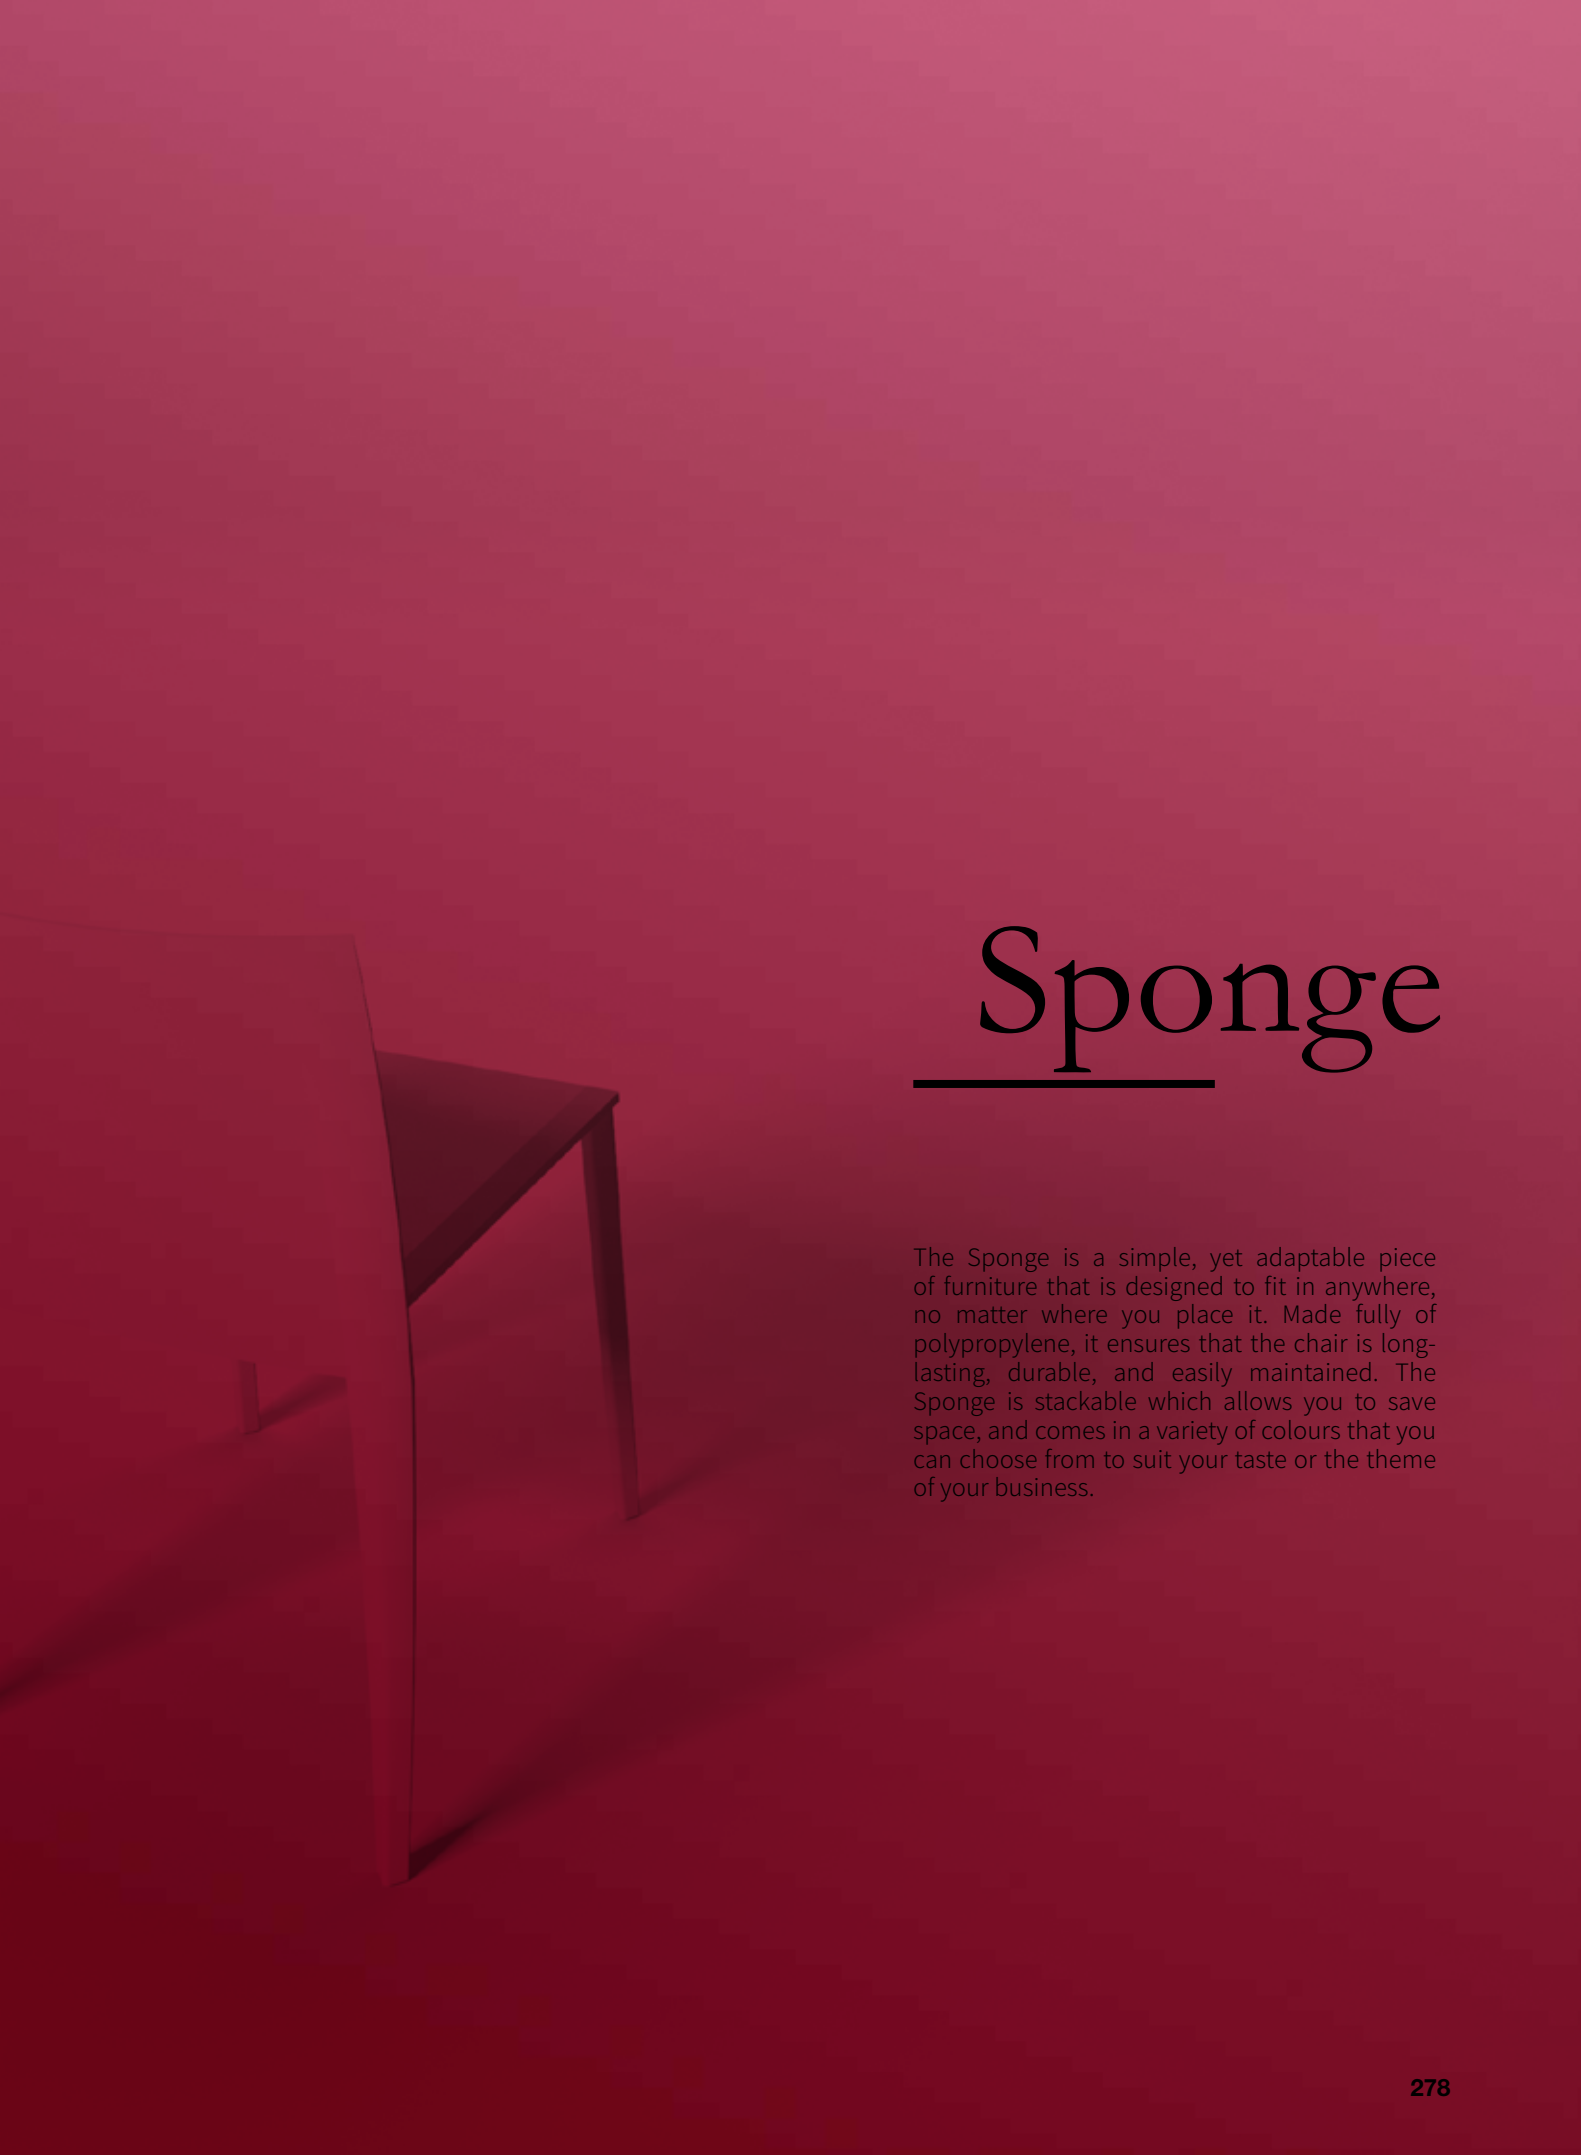 Sponge
The Sponge is a simple, yet adaptable piece
of furniture that is designed to fit in anywhere,
no matter where you place it. Made fully of
polypropylene, it ensures that the chair is long-
lasting, durable, and easily maintained. The
Sponge is stackable which allows you to save
space, and comes in a variety of colours that you
can choose from to suit your taste or the theme
of your business.
278